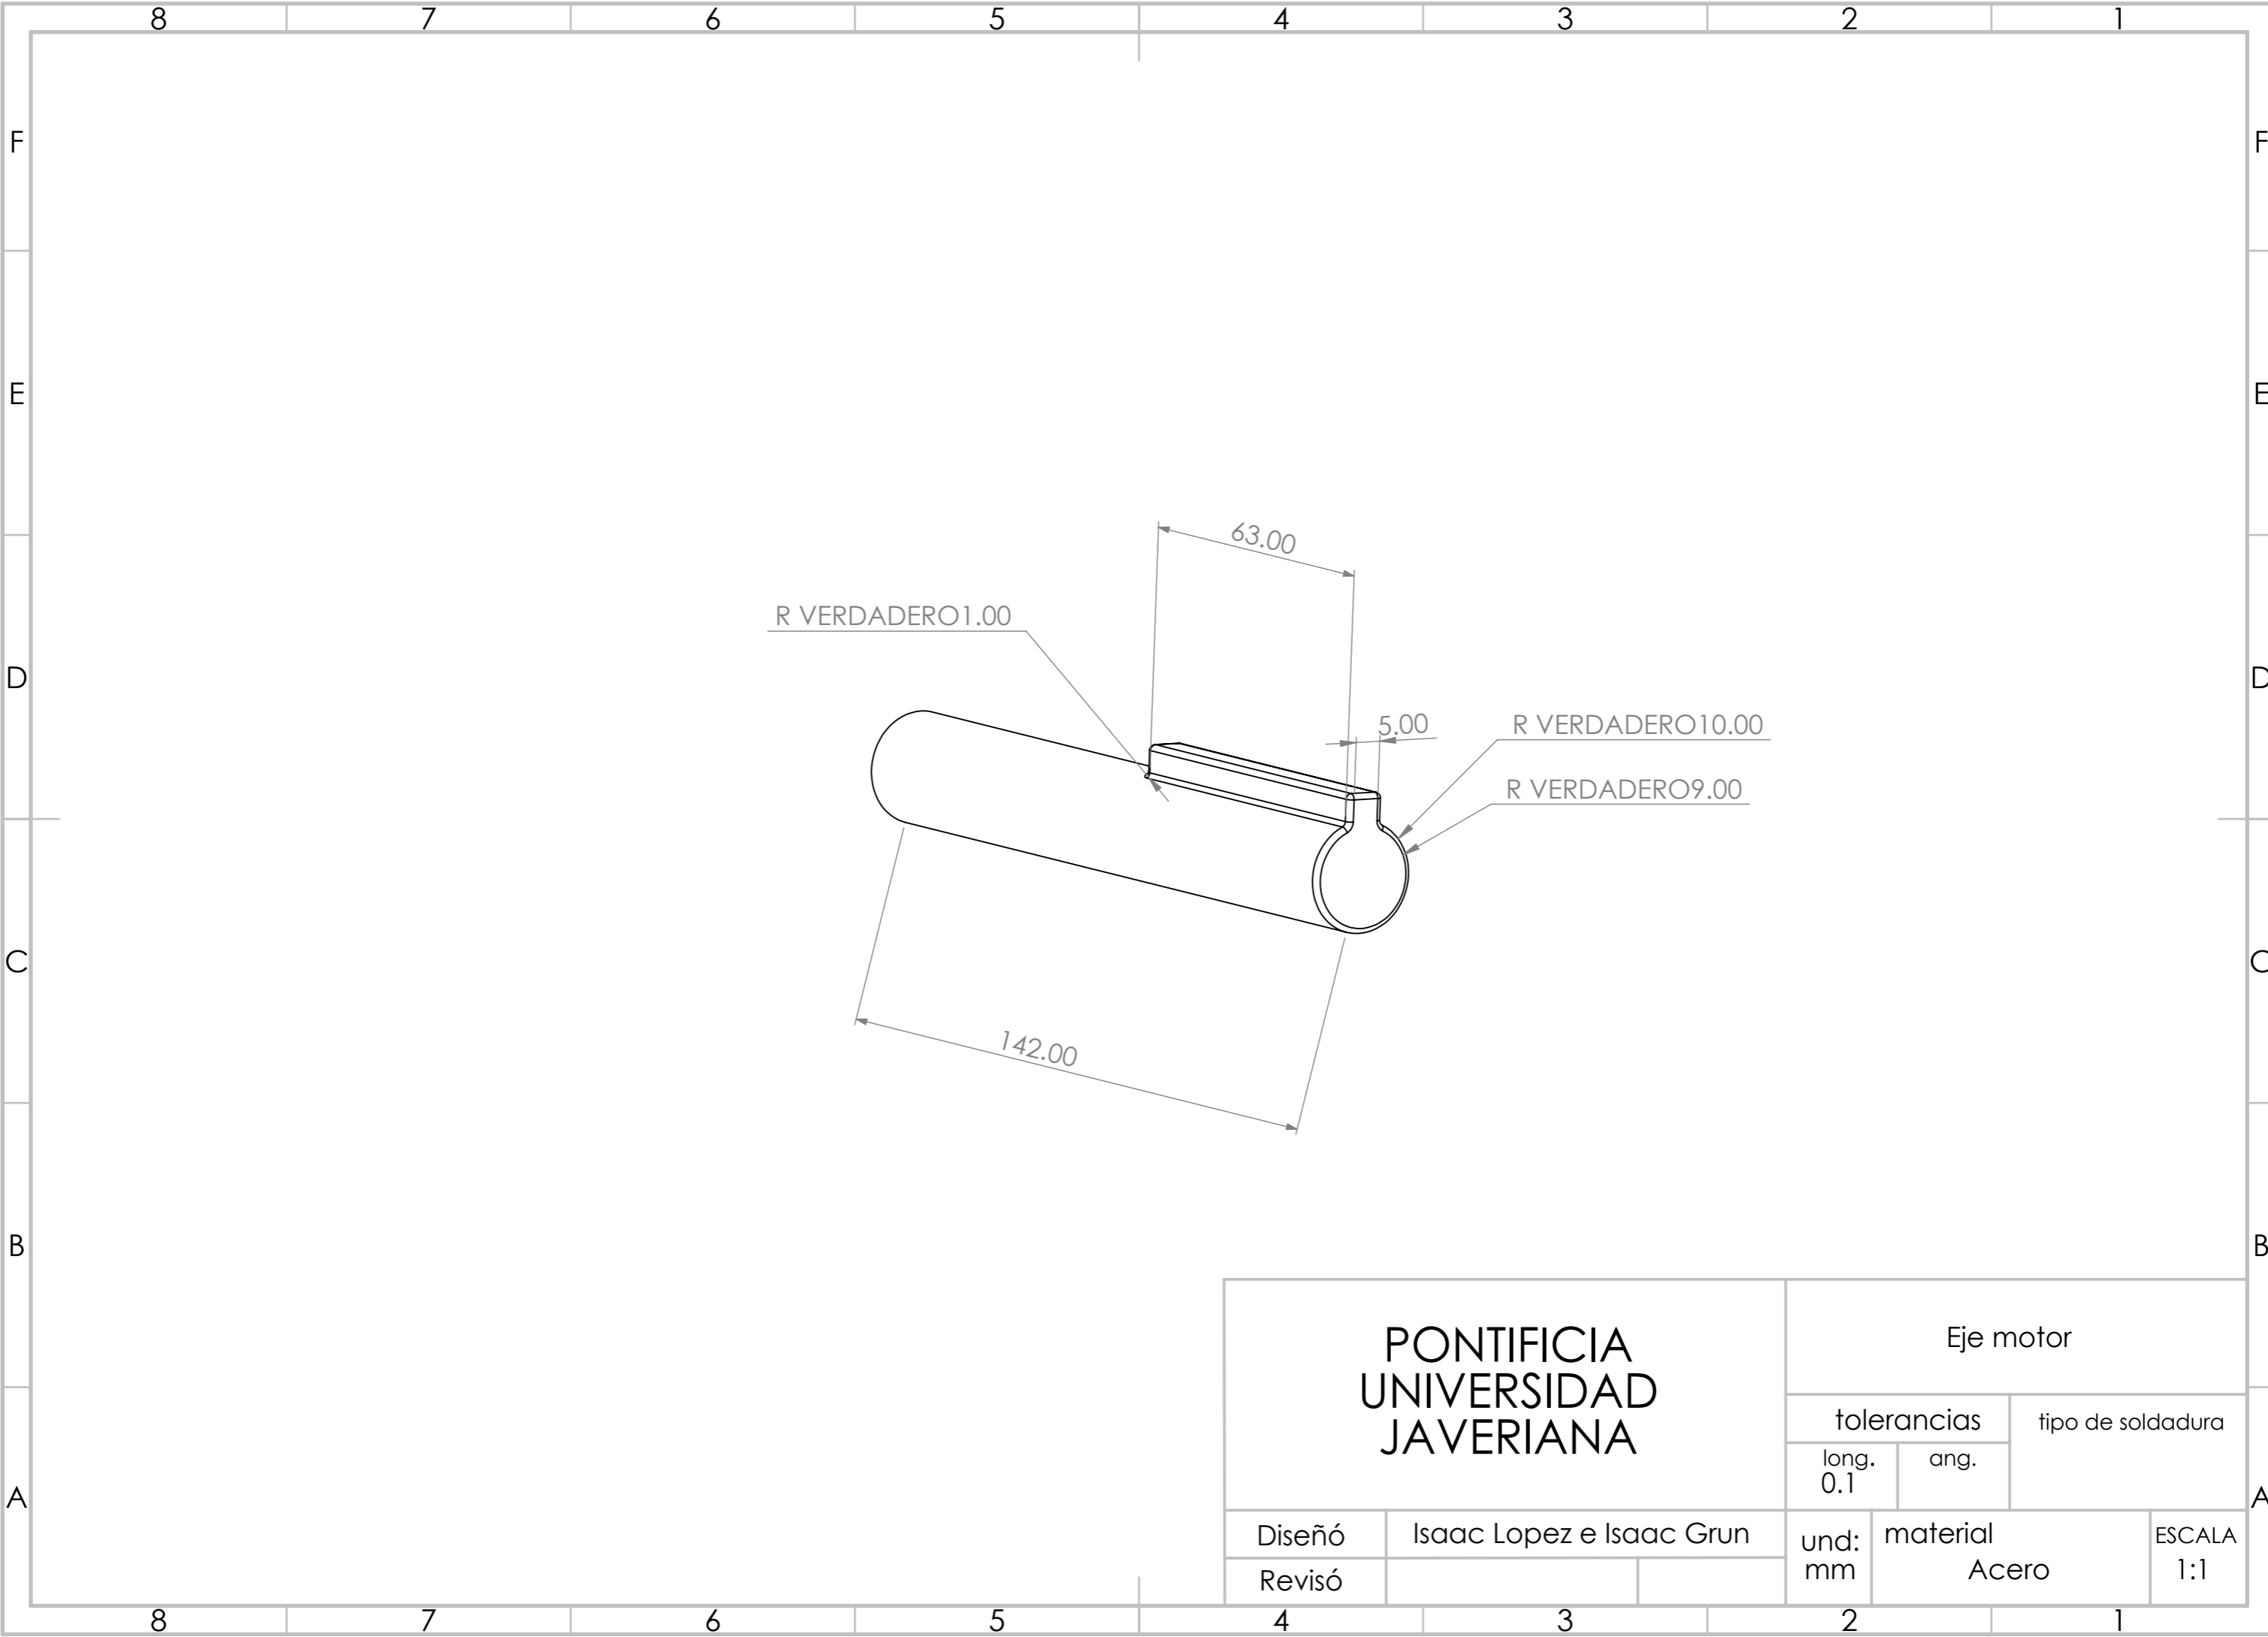 8 7 6 5 4 3 2 1
F F
E E
63.00
R VERDADERO1.00
D D
5.00
R VERDADERO10.00
R VERDADERO9.00
C C
142.00
B B
PONTIFICIA
UNIVERSIDAD
JAVERIANA
Eje motor
tolerancias
tipo de soldadura
long.
0.1
ang.
A A
Diseñó
Isaac Lopez e Isaac Grun
Revisó
und:
mm
material
Acero
ESCALA
1:1
8 7 6 5 4 3 2 1